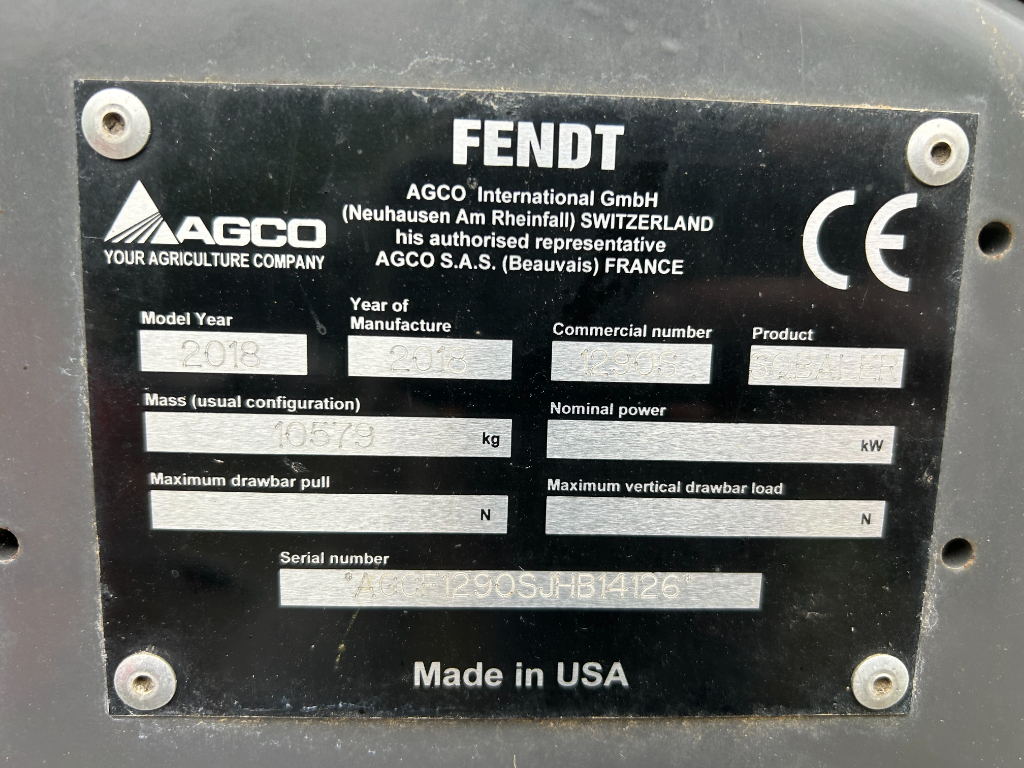 FENDT
AGCO International GmbH
(Neuhausen Am Rheinfall) SWITZERLAND
his authorised representative
AGCO S.A.S. (Beauvais) FRANCE
AGCO
YOUR AGRICULTURE COMPANY
CE
Model Year
2018
Year of
Manufacture
2018
Commercial number
1290S
Product
BALER
Mass (usual configuration)
10579 kg
Nominal power
kW
Maximum drawbar pull
N
Maximum vertical drawbar load
N
Serial number
*AGCF1290SJHB14126*
Made in USA